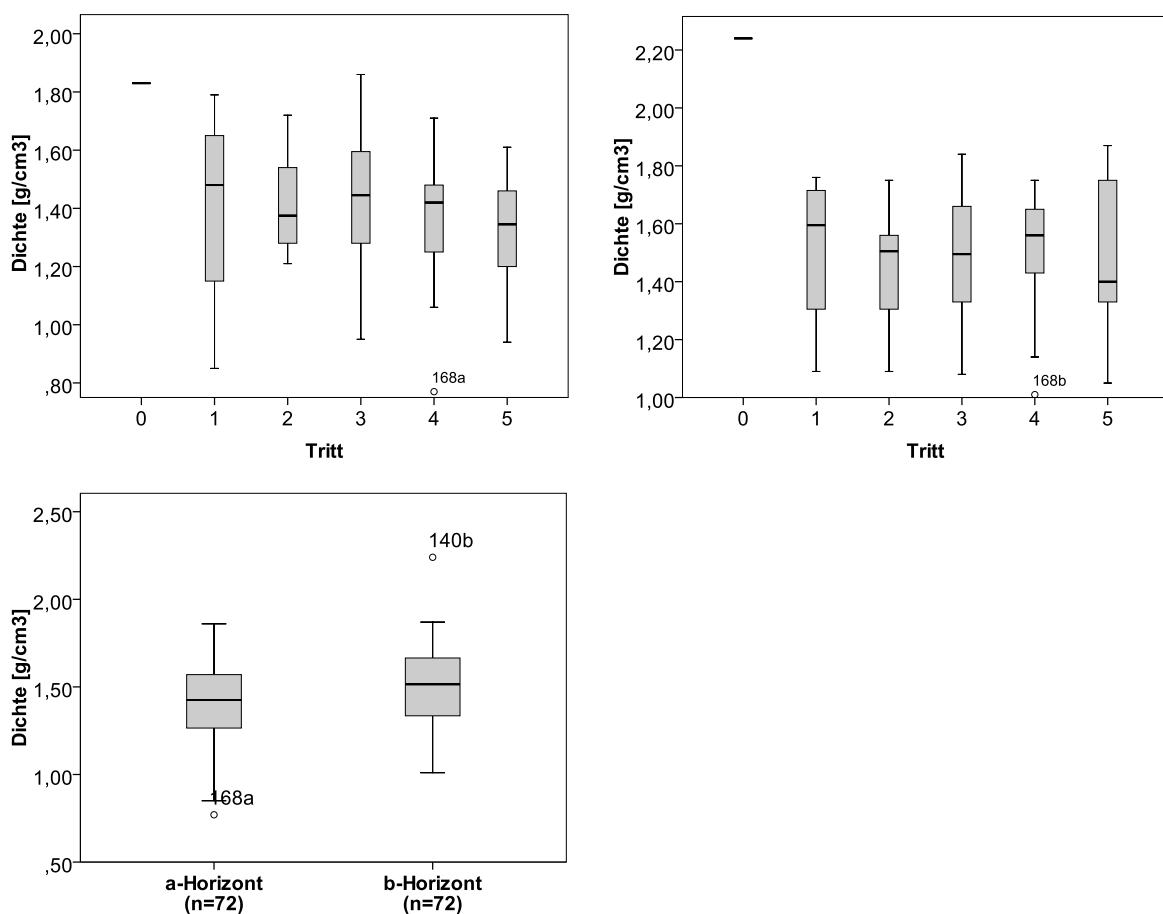 2,00
1,80
1,60
1,40
1,20
1,00
,80
Dichte [g/cm3]
168a
0 1 2 3 4 5
Tritt
2,20
2,00
1,80
1,60
1,40
1,20
1,00
Dichte [g/cm3]
168b
0 1 2 3 4 5
Tritt
2,50
2,00
1,50
1,00
,50
Dichte [g/cm3]
140b
168a
a-Horizont b-Horizont
(n=72) (n=72)